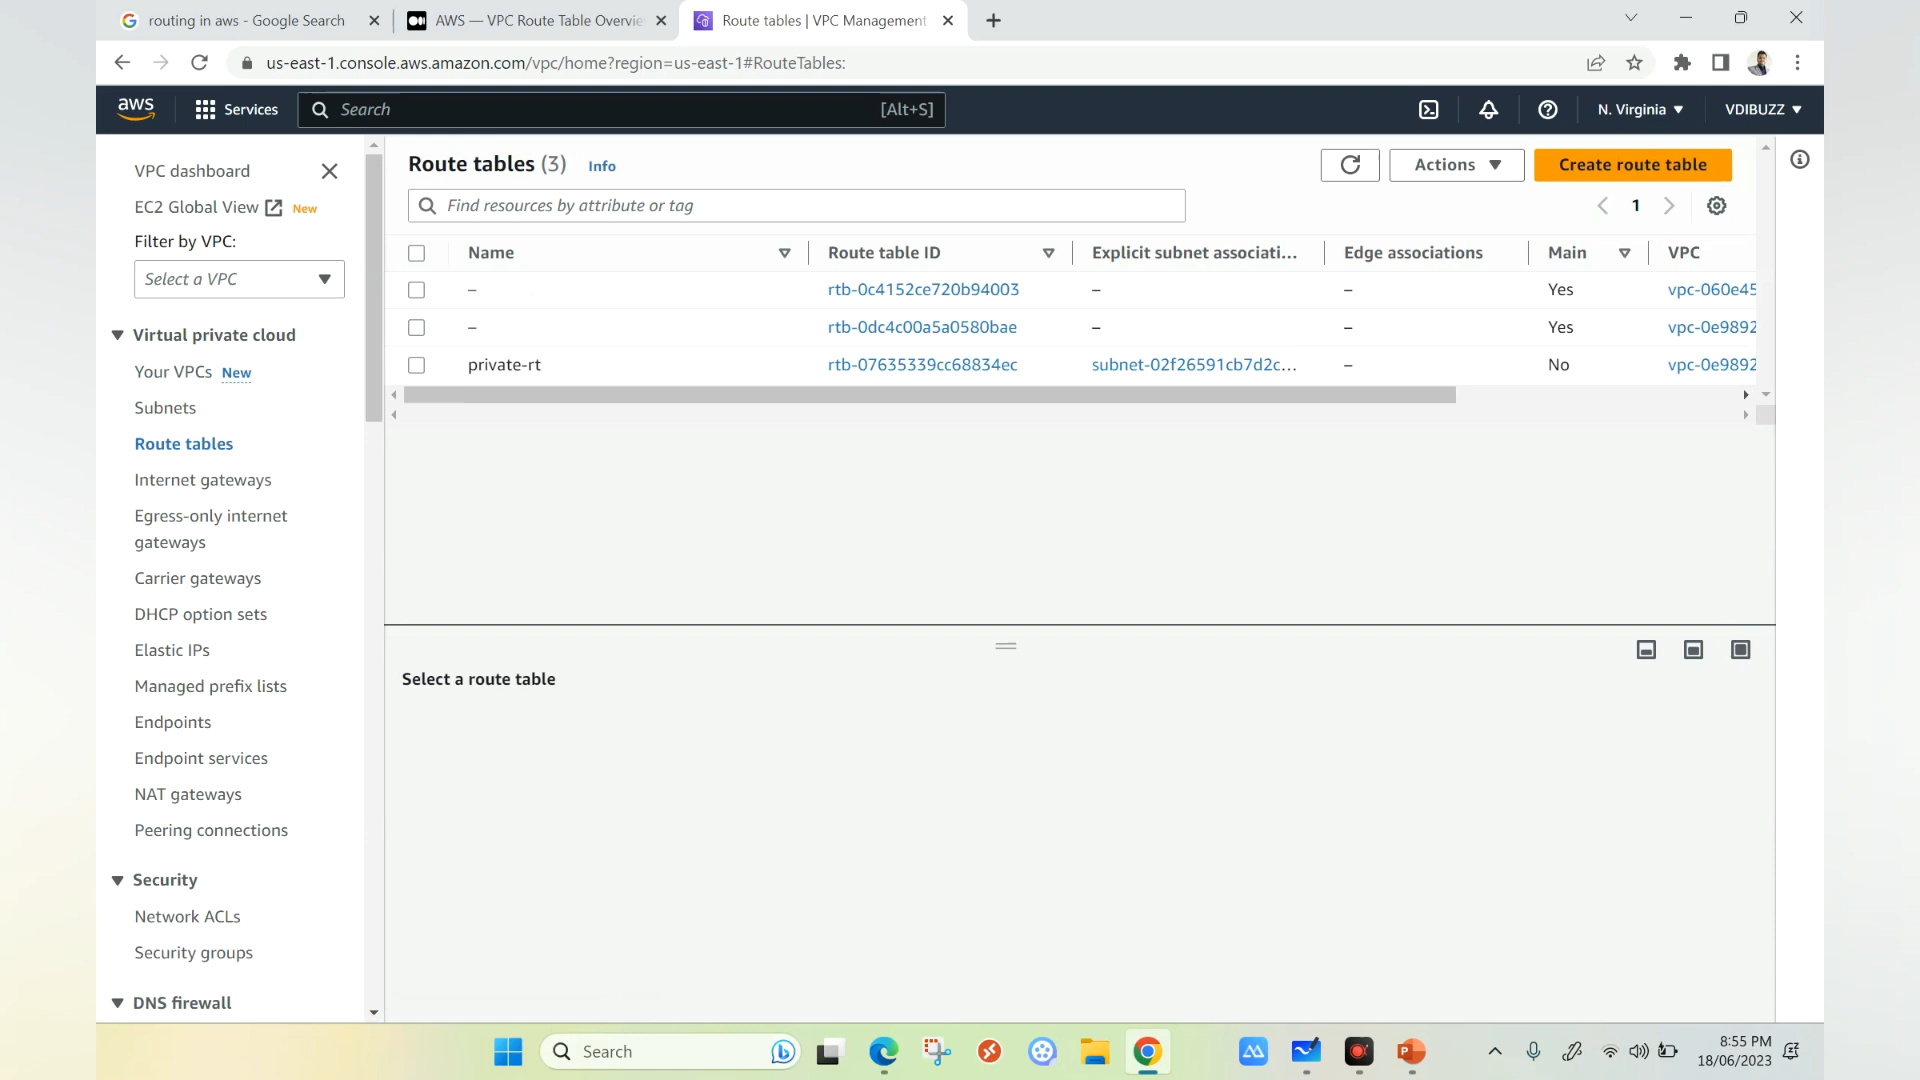 routing in aws - Google Search
AWS — VPC Route Table Overvie
Route tables | VPC Management
us-east-1.console.aws.amazon.com/vpc/home?region=us-east-1#RouteTables:
aws
Services
Search
[Alt+S]
N. Virginia
VDIBUZZ
VPC dashboard
EC2 Global View
New
Filter by VPC:
Select a VPC
Virtual private cloud
Your VPCs New
Subnets
Route tables
Internet gateways
Egress-only internet
gateways
Carrier gateways
DHCP option sets
Elastic IPs
Managed prefix lists
Endpoints
Endpoint services
NAT gateways
Peering connections
Security
Network ACLs
Security groups
DNS firewall
Route tables (3) Info
Actions
Create route table
Find resources by attribute or tag
1
Name Route table ID Explicit subnet associati... Edge associations Main VPC
– rtb-0c4152ce720b94003 – – Yes vpc-060e45
– rtb-0dc4c00a5a0580bae – – Yes vpc-0e9892
private-rt rtb-07635339cc68834ec subnet-02f26591cb7d2c... – No vpc-0e9892
Select a route table
Search
8:55 PM
18/06/2023